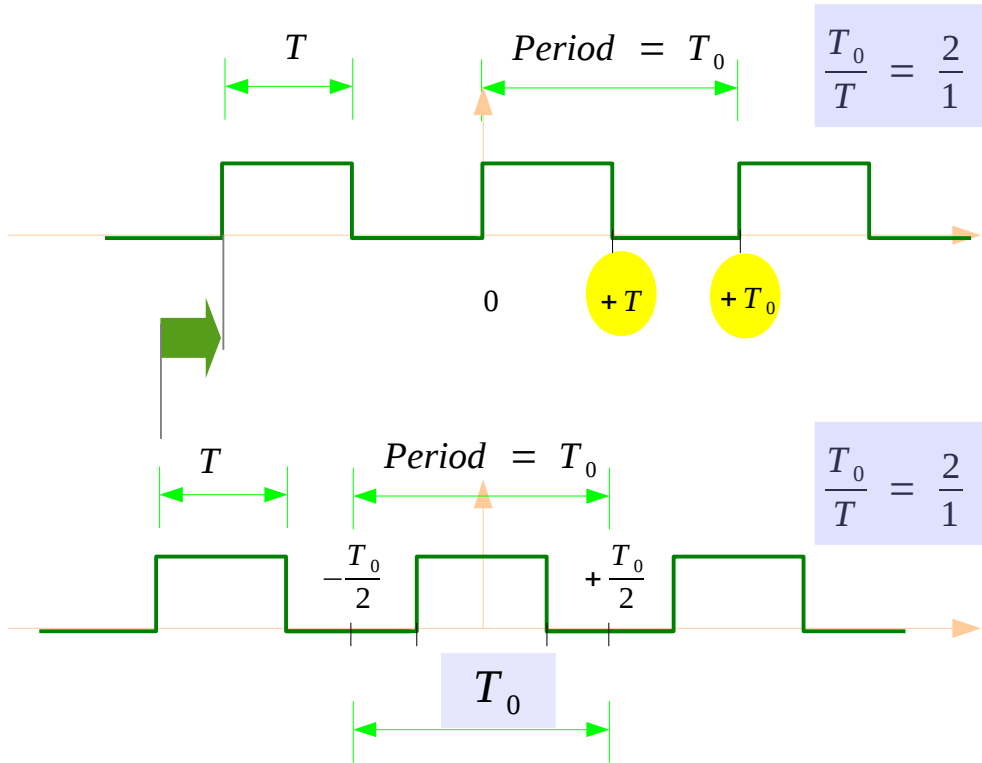 T
Period = T₀
T₀/T = 2/1
0
+T
+T₀
T
Period = T₀
T₀/T = 2/1
−T₀/2
+T₀/2
T₀